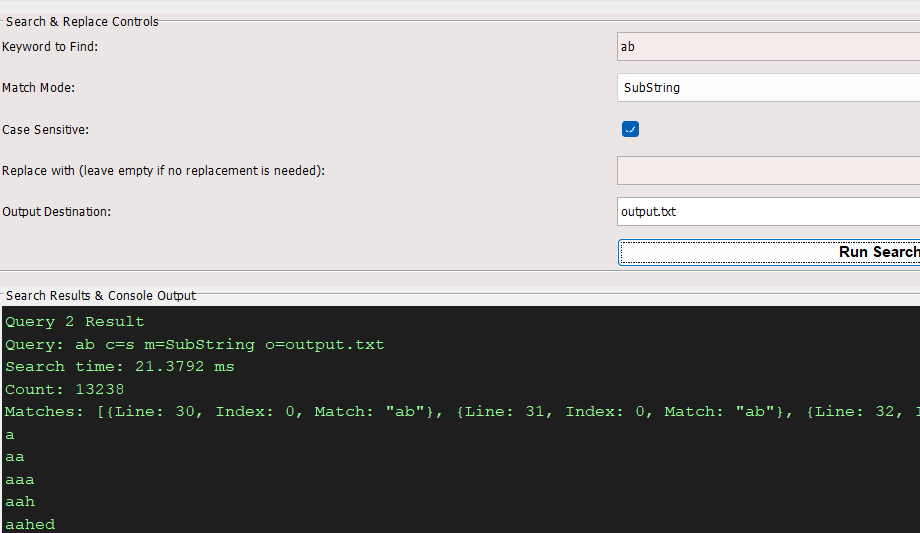 Search & Replace Controls
Keyword to Find: ab
Match Mode: SubString
Case Sensitive:
Replace with (leave empty if no replacement is needed):
Output Destination: output.txt
Run Search
Search Results & Console Output
Query 2 Result
Query: ab c=s m=SubString o=output.txt
Search time: 21.3792 ms
Count: 13238
Matches: [{Line: 30, Index: 0, Match: "ab"}, {Line: 31, Index: 0, Match: "ab"}, {Line: 32,
a
aa
aaa
aah
aahed